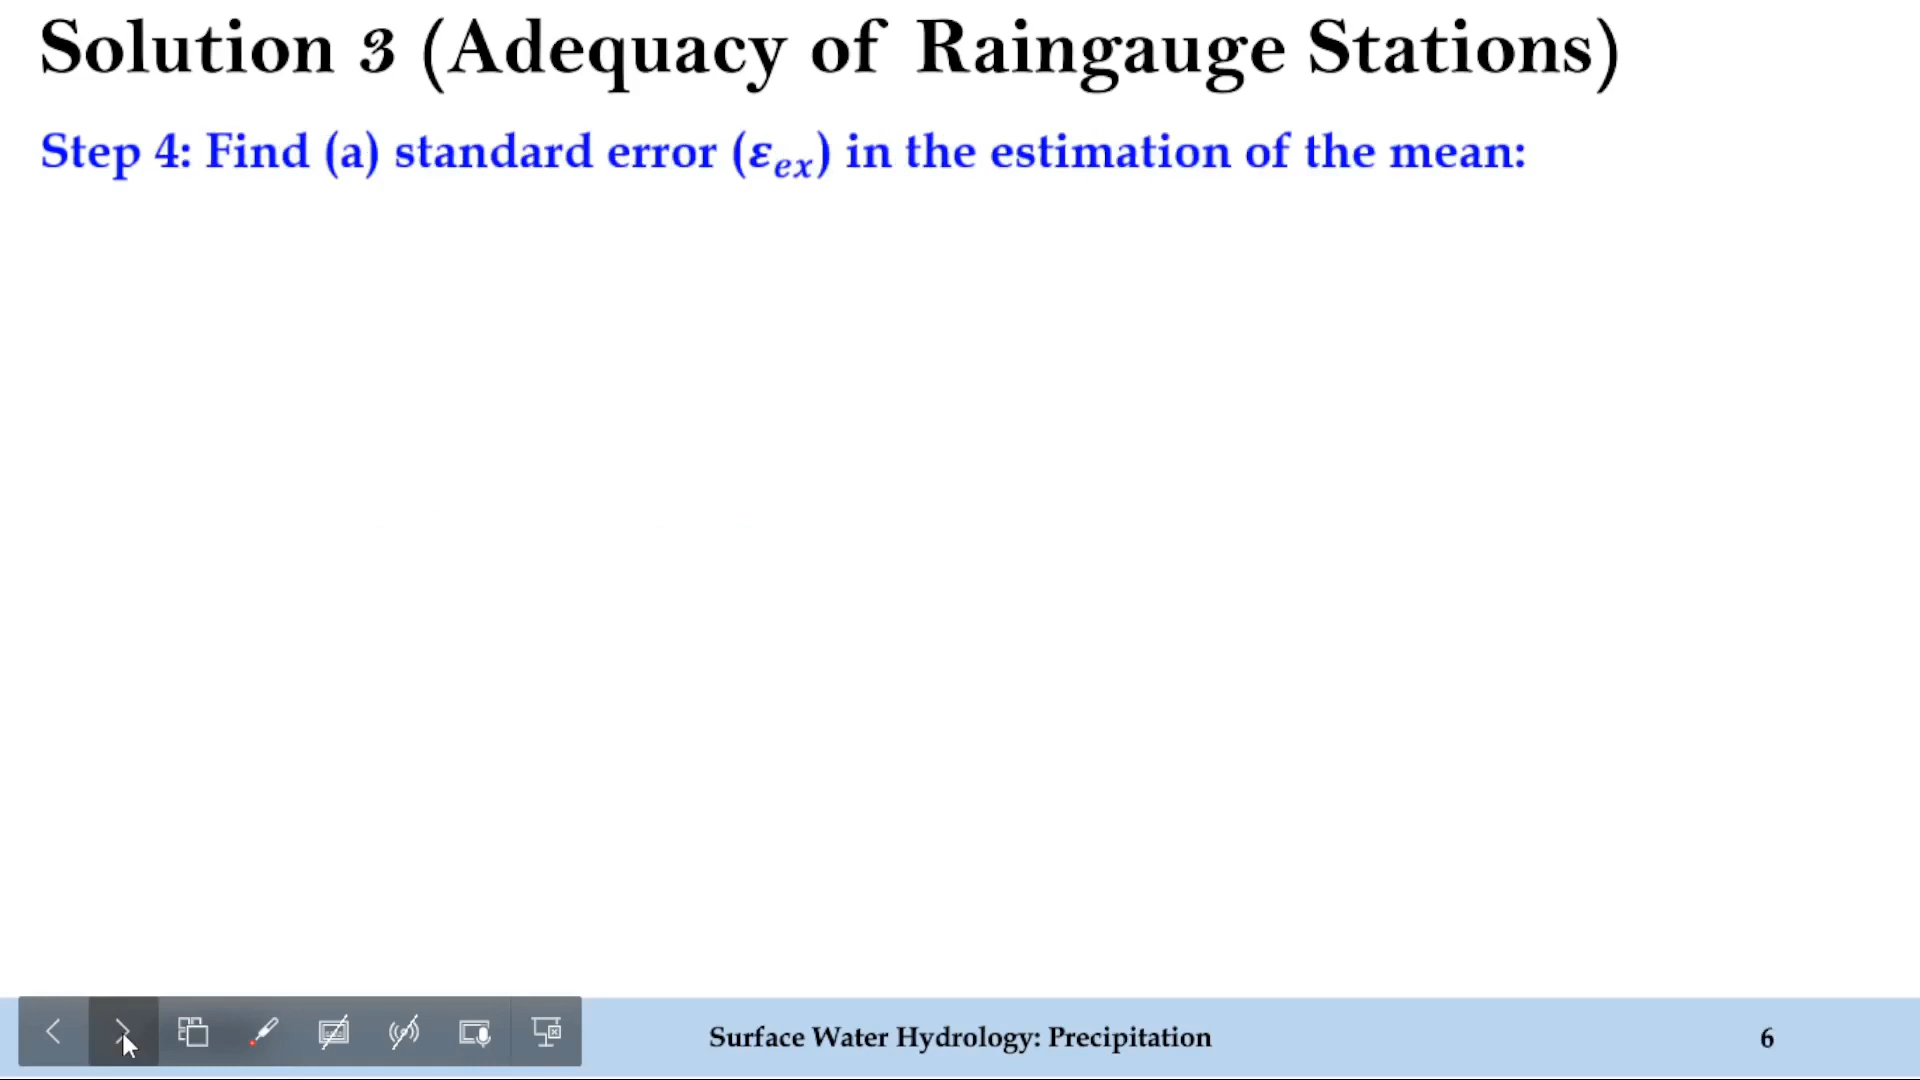 Solution 3 (Adequacy of Raingauge Stations)
Step 4: Find (a) standard error (εₑₓ) in the estimation of the mean:
Surface Water Hydrology: Precipitation
6